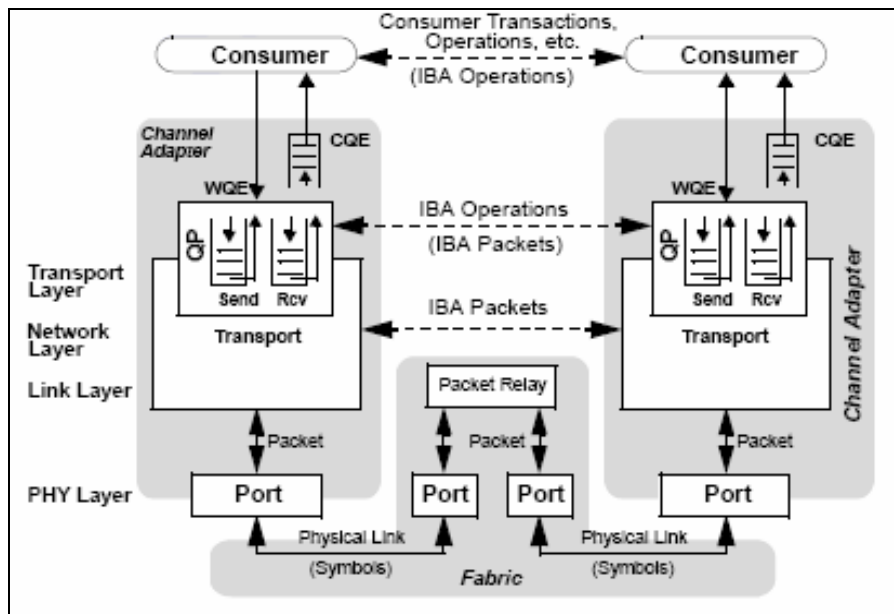 Consumer Transactions,
Operations, etc.
(IBA Operations)
Consumer
Consumer
Channel
Adapter
CQE
CQE
WQE
WQE
IBA Operations
(IBA Packets)
QP
QP
Send Rcv
Send Rcv
Transport
Layer
IBA Packets
Network
Layer
Transport
Transport
Channel Adapter
Link Layer
Packet Relay
Packet
Packet
Packet
PHY Layer
Port
Port
Port
Port
Physical Link
(Symbols)
Physical Link
(Symbols)
Fabric